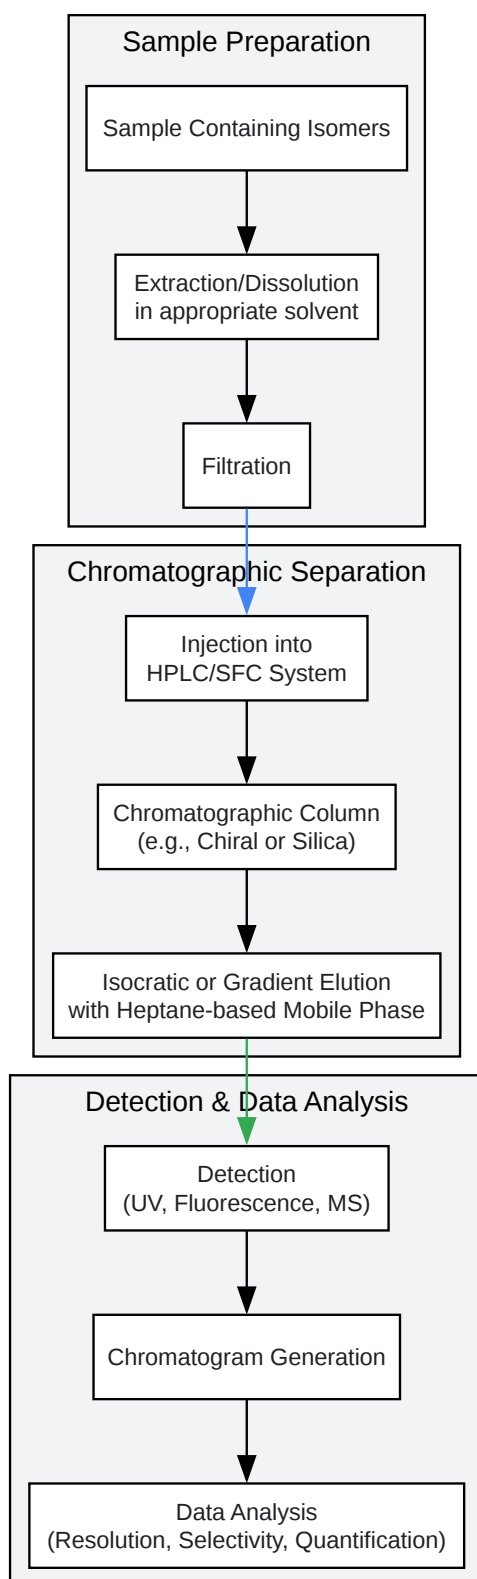 Sample Preparation
Sample Containing Isomers
Extraction/Dissolution
in appropriate solvent
Filtration
Chromatographic Separation
Injection into
HPLC/SFC System
Chromatographic Column
(e.g., Chiral or Silica)
Isocratic or Gradient Elution
with Heptane-based Mobile Phase
Detection & Data Analysis
Detection
(UV, Fluorescence, MS)
Chromatogram Generation
Data Analysis
(Resolution, Selectivity, Quantification)